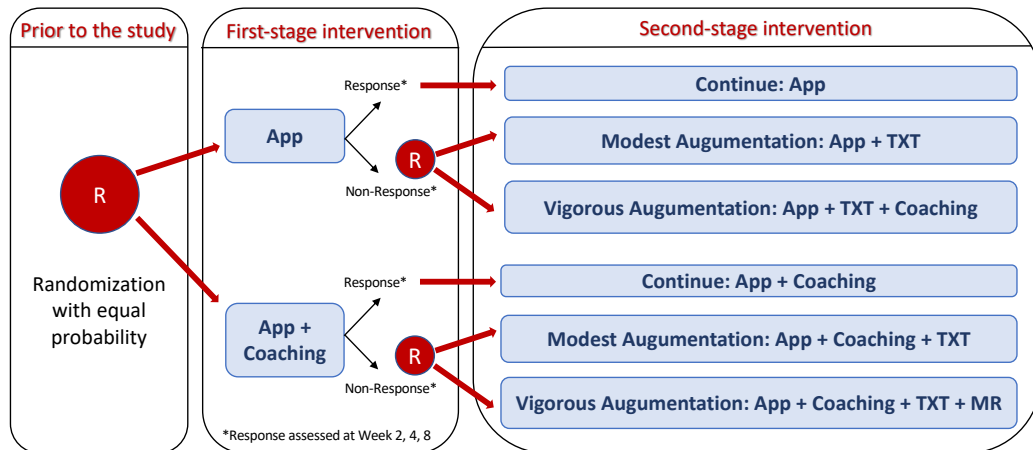 Prior to the study
First-stage intervention
Second-stage intervention
R
Randomization
with equal
probability
App
Response*
Non-Response*
R
Continue: App
Modest Augumentation: App + TXT
Vigorous Augumentation: App + TXT + Coaching
App +
Coaching
Response*
Non-Response*
R
Continue: App + Coaching
Modest Augumentation: App + Coaching + TXT
Vigorous Augumentation: App + Coaching + TXT + MR
*Response assessed at Week 2, 4, 8